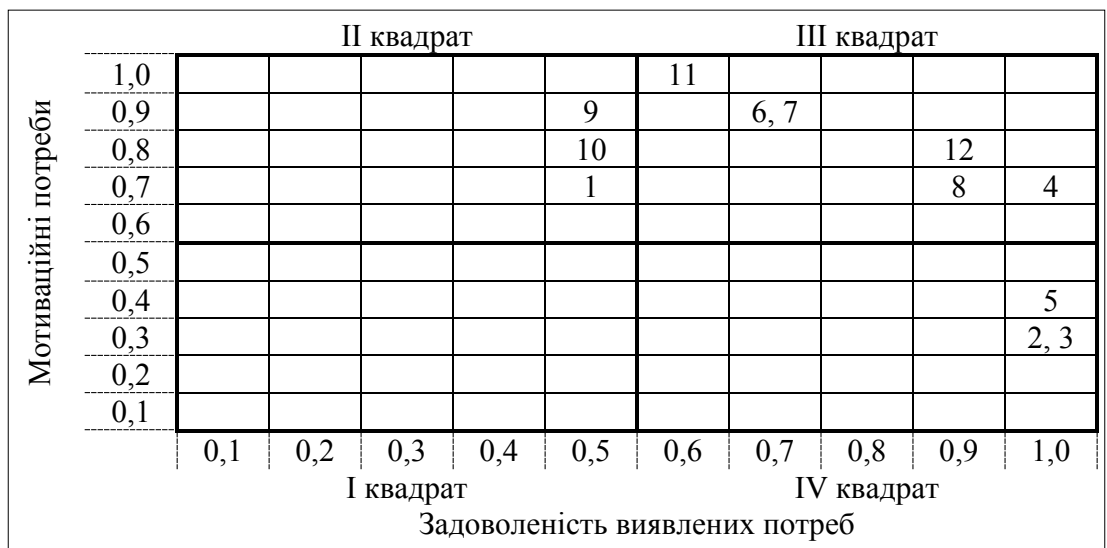 II квадрат III квадрат
Мотиваційні потреби
1,0 11
0,9 9 6, 7
0,8 10 12
0,7 1 8 4
0,6
0,5
0,4 5
0,3 2, 3
0,2
0,1
0,1 0,2 0,3 0,4 0,5 0,6 0,7 0,8 0,9 1,0
I квадрат IV квадрат
Задоволеність виявлених потреб